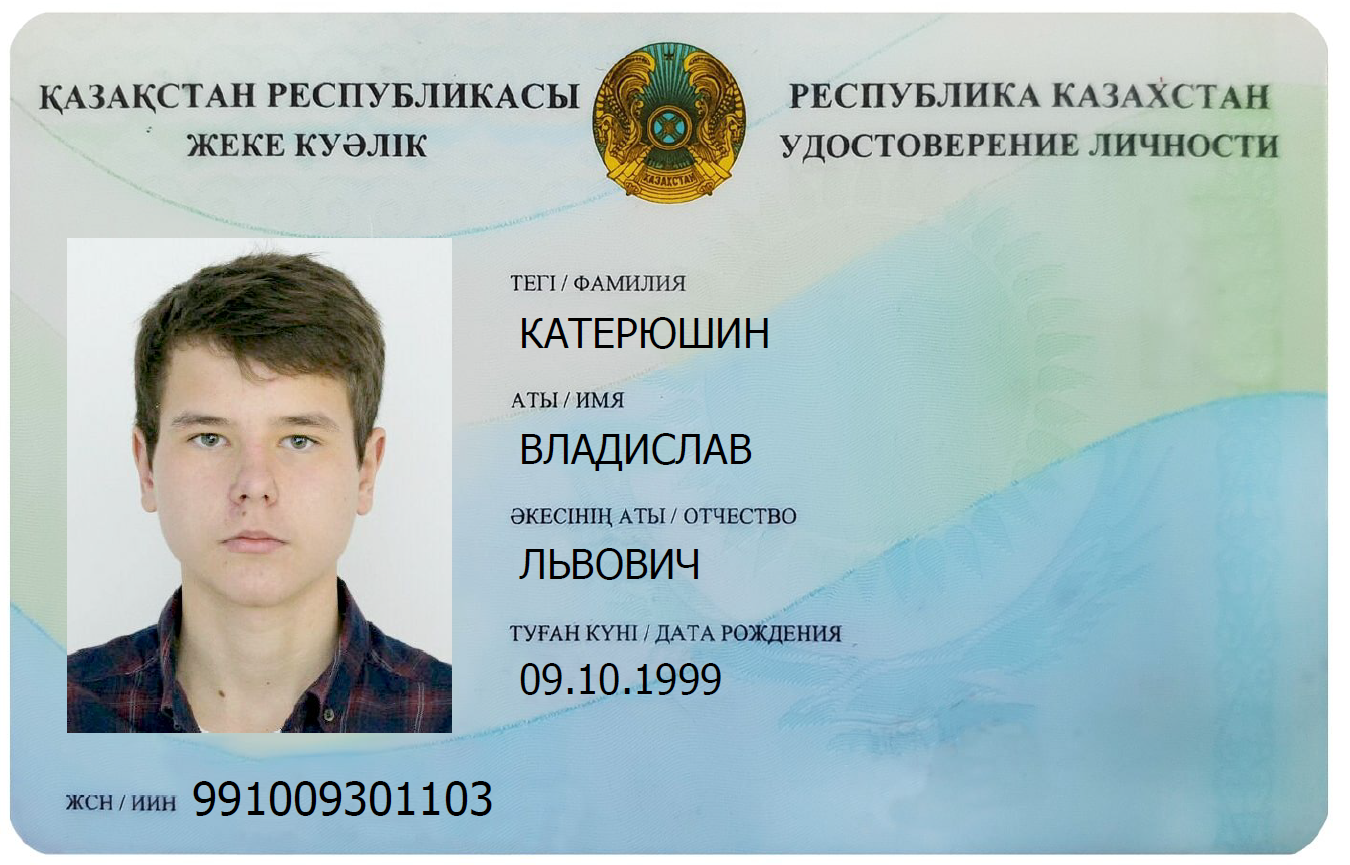 ҚАЗАҚСТАН РЕСПУБЛИКАСЫ
ЖЕКЕ КУӘЛІК
ҚАЗАҚСТАН
РЕСПУБЛИКА КАЗАХСТАН
УДОСТОВЕРЕНИЕ ЛИЧНОСТИ
ТЕГІ / ФАМИЛИЯ
КАТЕРЮШИН
АТЫ / ИМЯ
ВЛАДИСЛАВ
ӘКЕСІНІҢ АТЫ / ОТЧЕСТВО
ЛЬВОВИЧ
ТУҒАН КҮНІ / ДАТА РОЖДЕНИЯ
09.10.1999
ЖСН / ИИН 991009301103